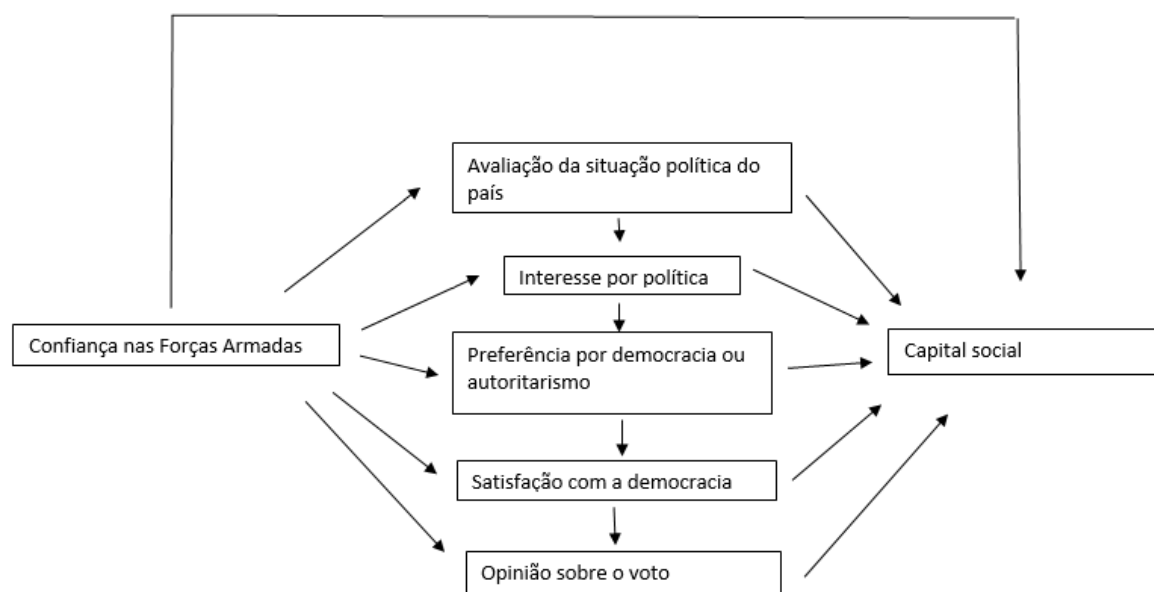 Avaliação da situação política do
país
Interesse por política
Confiança nas Forças Armadas
Preferência por democracia ou
autoritarismo
Capital social
Satisfação com a democracia
Opinião sobre o voto